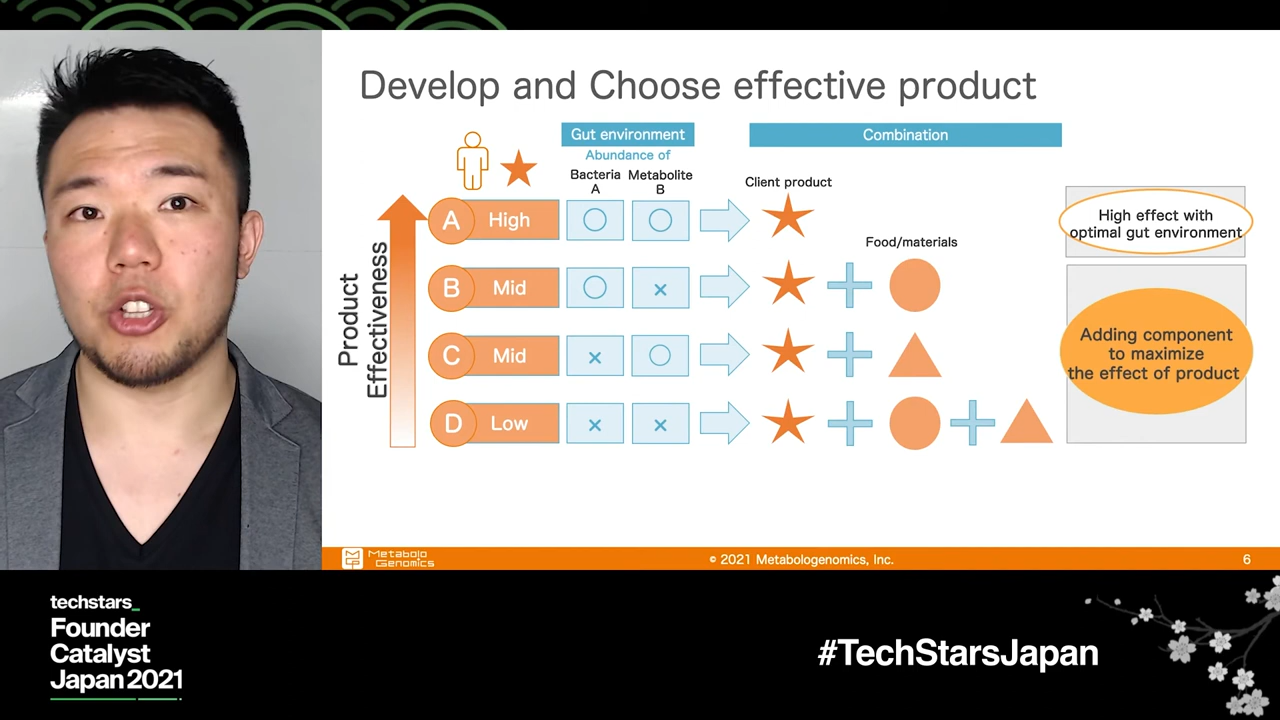 Develop and Choose effective product
Gut environment
Combination
Abundance of
Bacteria
A
Metabolite
B
Client product
Food/materials
Product
Effectiveness
A High
B Mid
C Mid
D Low
High effect with
optimal gut environment
Adding component
to maximize
the effect of product
Metabolo
Genomics
© 2021 Metabologenomics, Inc.
6
techstars_
Founder
Catalyst
Japan 2021
#TechStarsJapan